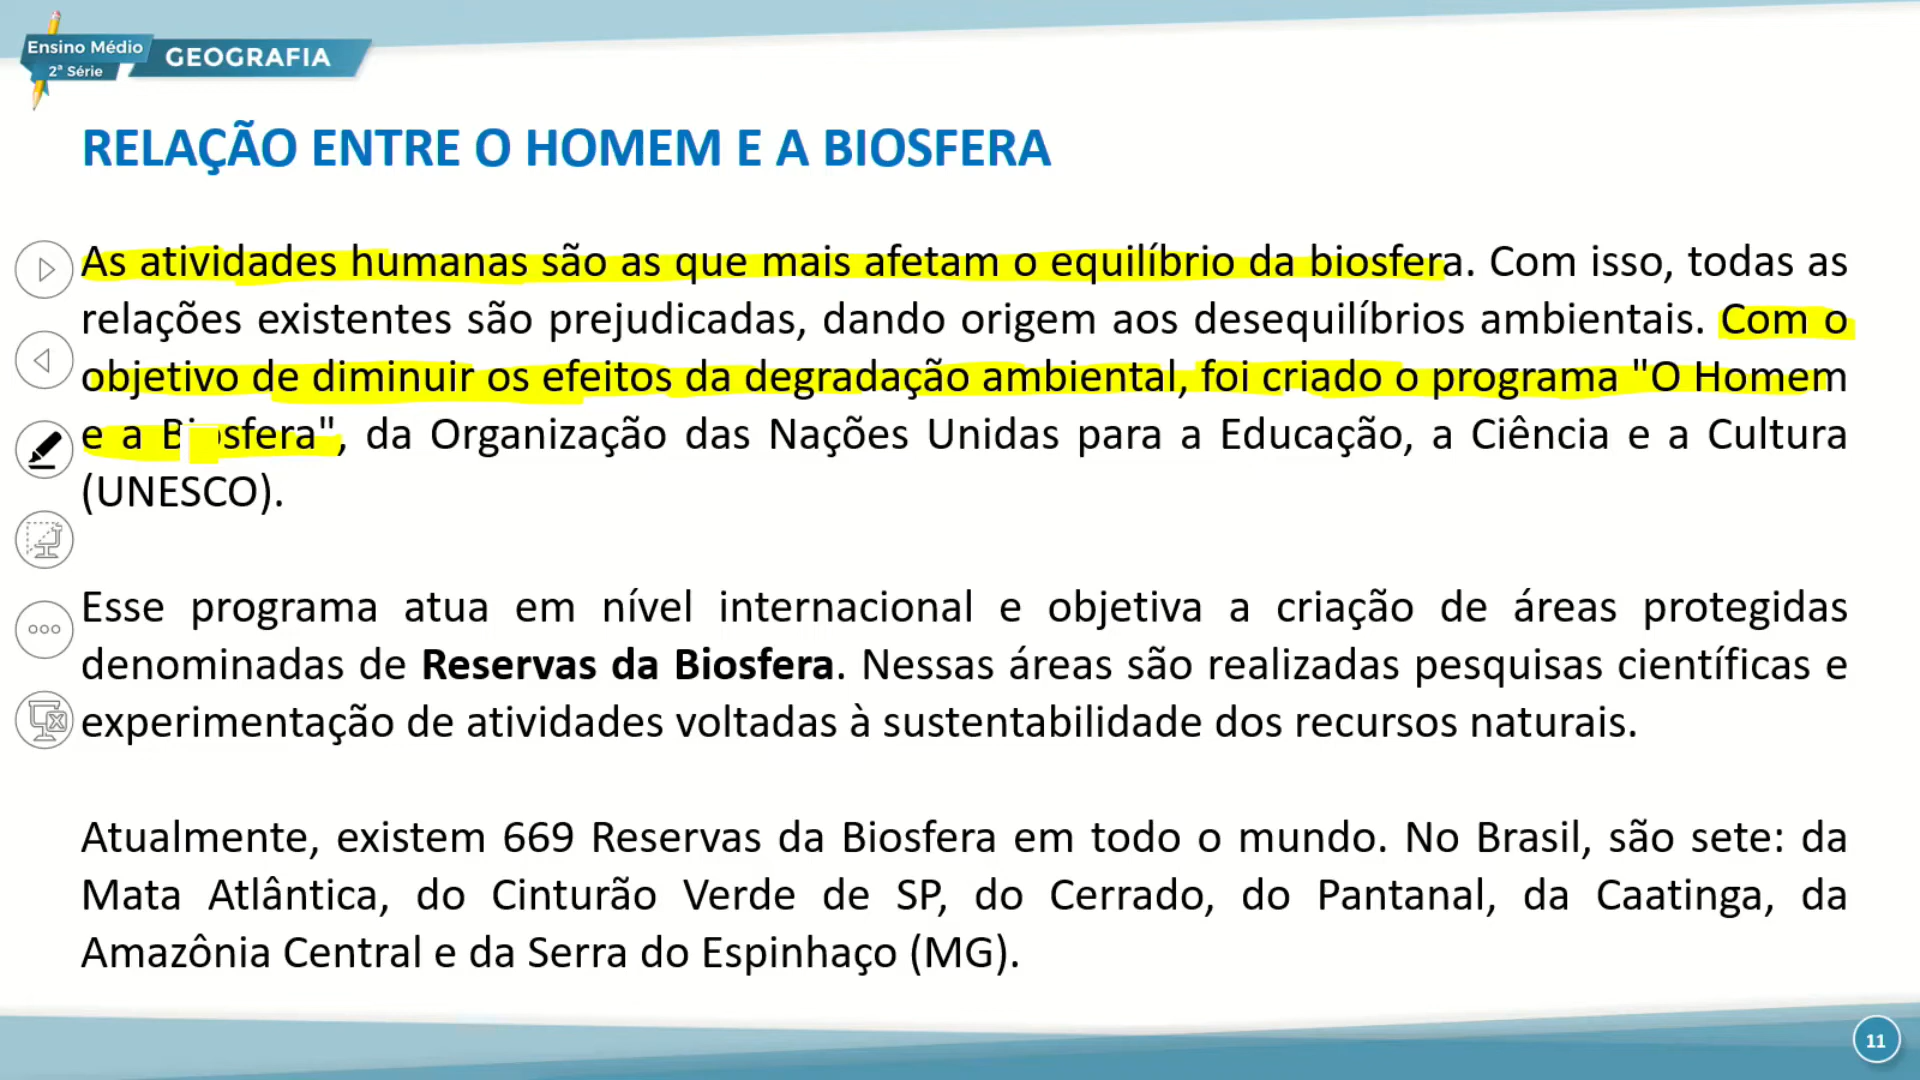 Ensino Médio
2ª Série
GEOGRAFIA
RELAÇÃO ENTRE O HOMEM E A BIOSFERA
As atividades humanas são as que mais afetam o equilíbrio da biosfera. Com isso, todas as
relações existentes são prejudicadas, dando origem aos desequilíbrios ambientais. Com o
objetivo de diminuir os efeitos da degradação ambiental, foi criado o programa "O Homem
e a Biosfera", da Organização das Nações Unidas para a Educação, a Ciência e a Cultura
(UNESCO).
Esse programa atua em nível internacional e objetiva a criação de áreas protegidas
denominadas de Reservas da Biosfera. Nessas áreas são realizadas pesquisas científicas e
experimentação de atividades voltadas à sustentabilidade dos recursos naturais.
Atualmente, existem 669 Reservas da Biosfera em todo o mundo. No Brasil, são sete: da
Mata Atlântica, do Cinturão Verde de SP, do Cerrado, do Pantanal, da Caatinga, da
Amazônia Central e da Serra do Espinhaço (MG).
11